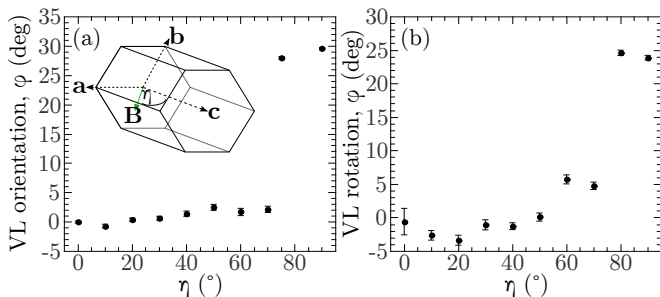 (a)
VL orientation, φ (deg)
35
30
25
20
15
10
5
0
-5
0 20 40 60 80
η (°)
b
a
η
B
c
(b)
VL rotation, φ (deg)
30
25
20
15
10
5
0
-5
0 20 40 60 80
η (°)